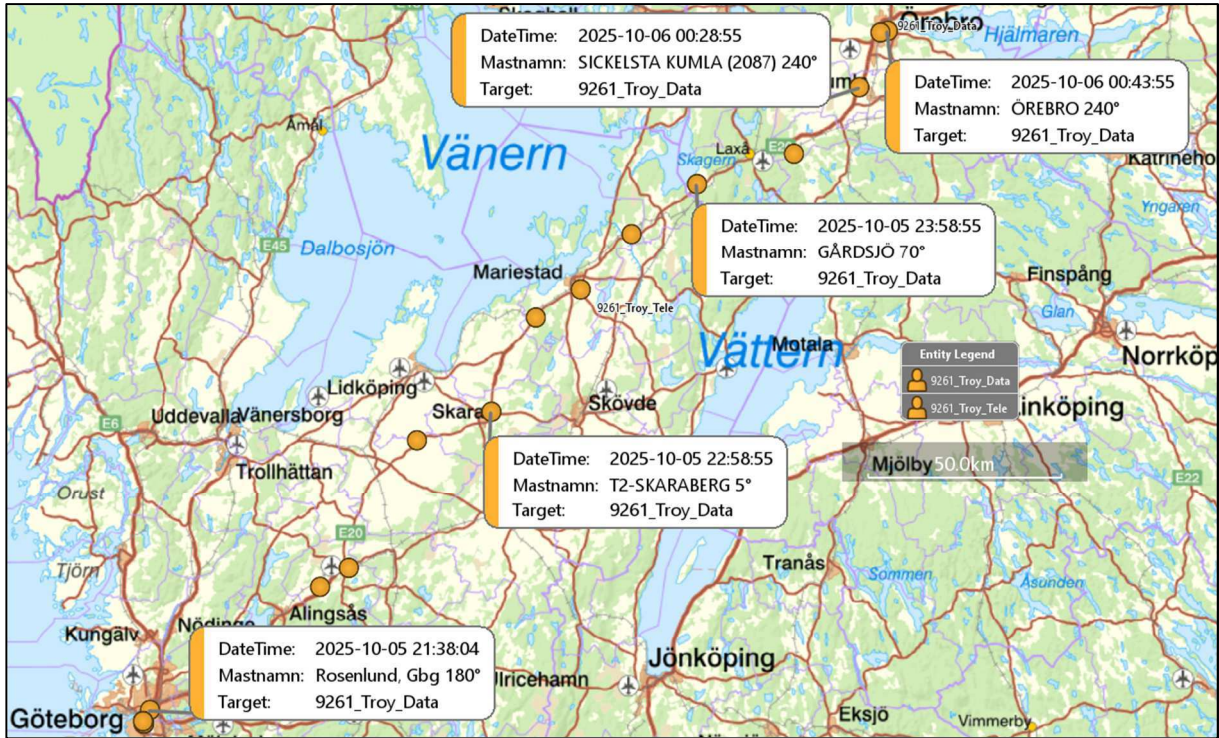 Örebro
9261_Troy_Data
Hjälmaren
DateTime: 2025-10-06 00:28:55
Mastnamn: SICKELSTA KUMLA (2087) 240°
Target: 9261_Troy_Data
DateTime: 2025-10-06 00:43:55
Mastnamn: ÖREBRO 240°
Target: 9261_Troy_Data
Åmål
Vänern
Laxå
Skagern
Yngaren
E45
Dalbosjön
DateTime: 2025-10-05 23:58:55
Mastnamn: GÅRDSJÖ 70°
Target: 9261_Troy_Data
Mariestad
Finspång
9261_Troy_Tele
Glan
Vättern
Motala
Norrköp
Entity Legend
9261_Troy_Data
9261_Troy_Tele
Lidköping
Skara
Skövde
inköping
E6
Uddevalla
Vänersborg
Trollhättan
DateTime: 2025-10-05 22:58:55
Mastnamn: T2-SKARABERG 5°
Target: 9261_Troy_Data
Mjölby
50.0km
E22
Orust
E20
Tjörn
Tranås
Sommen
Åsunden
Alingsås
Kungälv
DateTime: 2025-10-05 21:38:04
Mastnamn: Rosenlund, Gbg 180°
Target: 9261_Troy_Data
Jönköping
lricehamn
Göteborg
Eksjö
Vimmerby